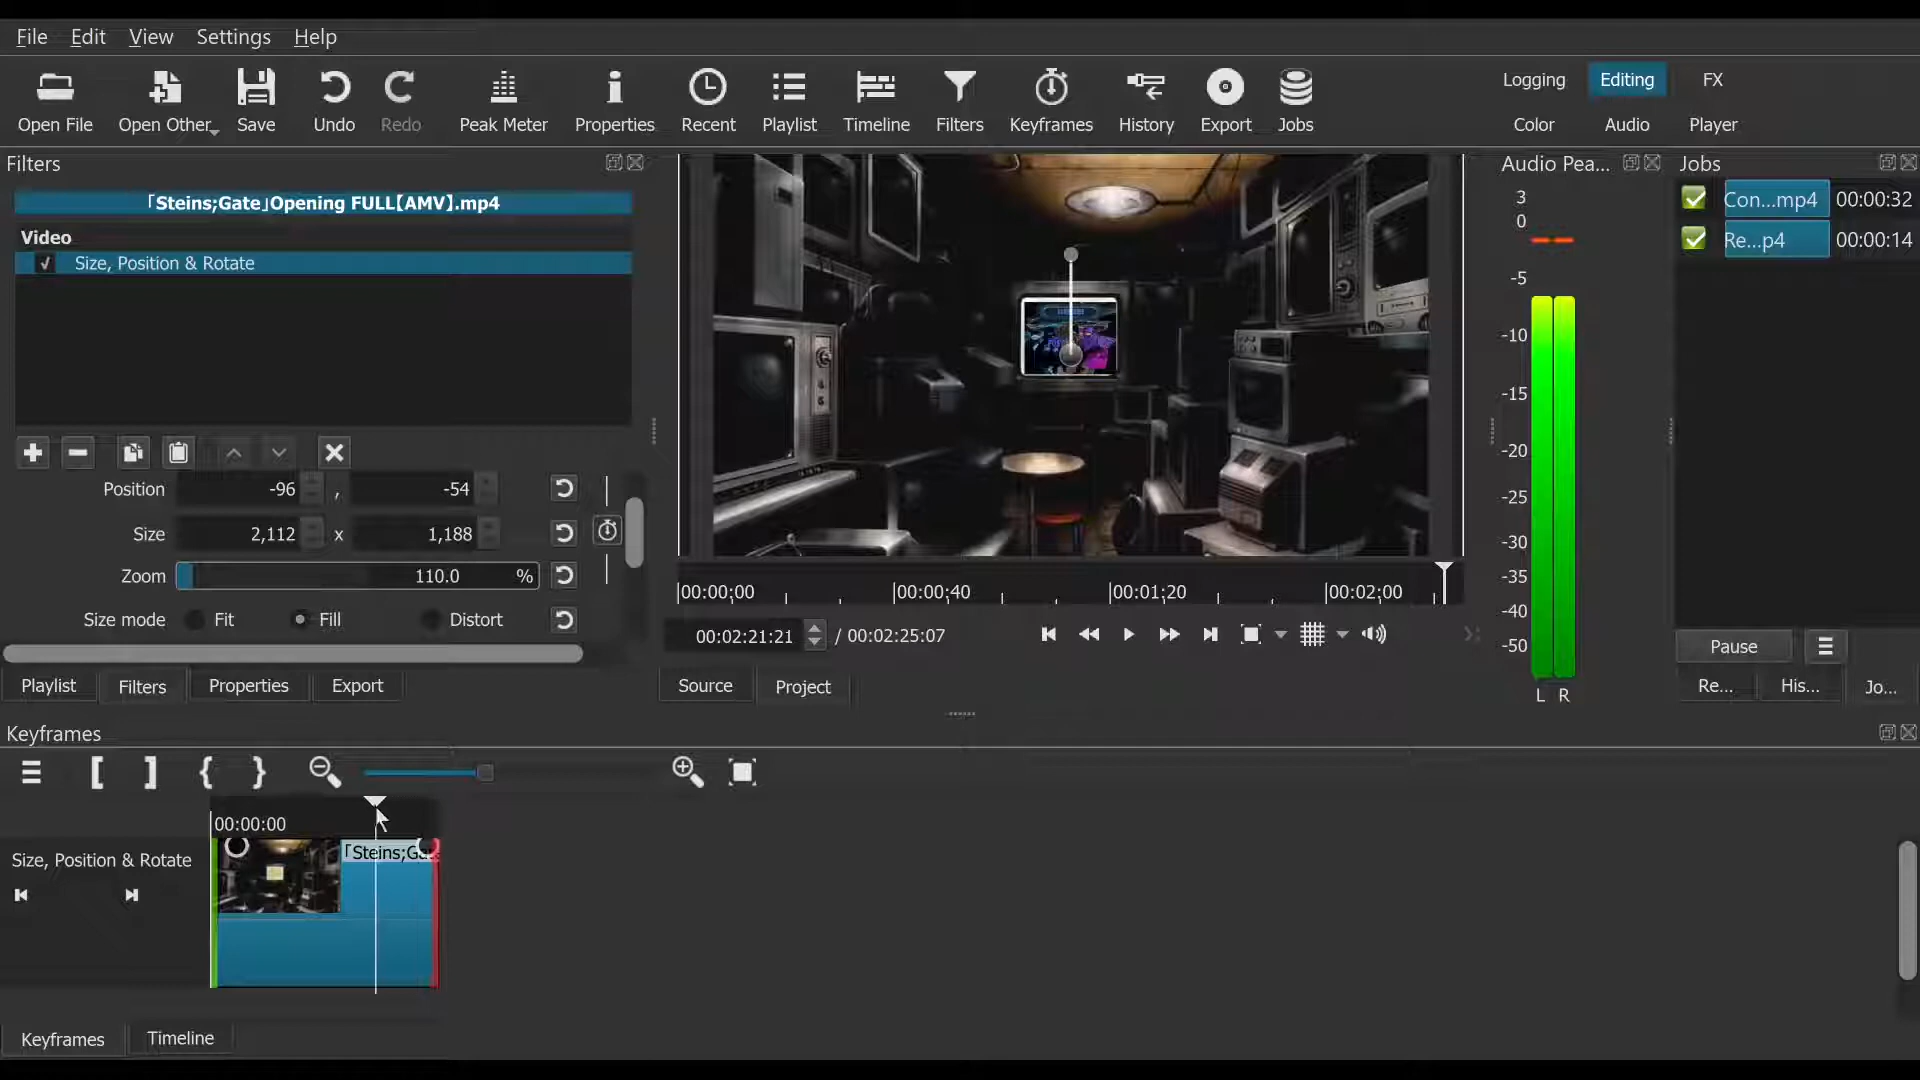 File Edit View Settings Help
Open File Open Other... Save Undo Redo Peak Meter Properties Recent Playlist Timeline Filters Keyframes History Export Jobs
Logging Editing FX
Color Audio Player
Filters
「Steins;Gate」Opening FULL【AMV】.mp4
Video
Size, Position & Rotate
Position -96 , -54
Size 2,112 x 1,188
Zoom 110.0 %
Size mode Fit Fill Distort
Playlist Filters Properties Export
00:00:00 00:00:40 00:01:20 00:02:00
00:02:21:21 / 00:02:25:07
Source Project
Audio Pea...
3
0
-5
-10
-15
-20
-25
-30
-35
-40
-50
L R
Jobs
Con...mp4 00:00:32
Re...p4 00:00:14
Pause
Re... His... Jo...
Keyframes
00:00:00
Size, Position & Rotate
「Steins;Ga
Keyframes Timeline